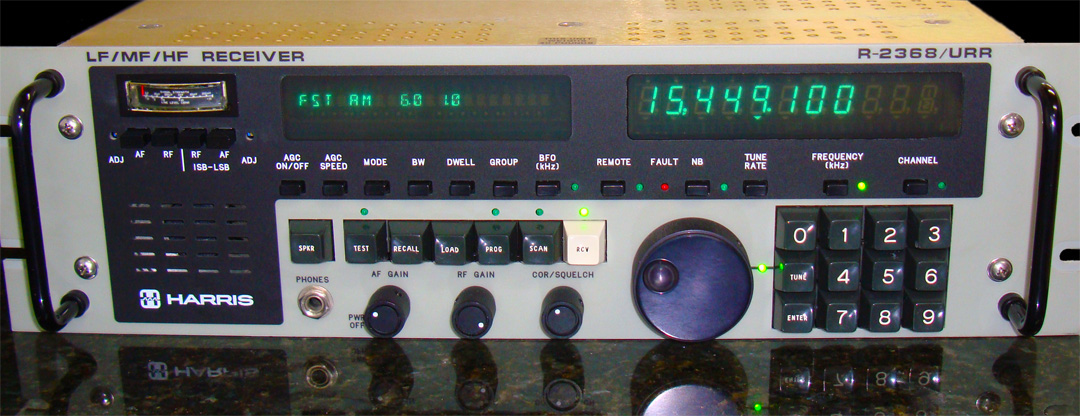 LF/MF/HF RECEIVER
R-2368/URR
FST AM 6.0 1.0
15,449.100
ADJ AF RF RF AF ADJ
ISB-LSB
AGC ON/OFF
AGC SPEED
MODE
BW
DWELL
GROUP
BFO (kHz)
REMOTE
FAULT
NB
TUNE RATE
FREQUENCY (kHz)
CHANNEL
SPKR
TEST
RECALL
LOAD
PROG
SCAN
RCV
0 1 2 3
TUNE 4 5 6
ENTER 7 8 9
PHONES
AF GAIN
RF GAIN
COR/SQUELCH
PWR OFF
HARRIS